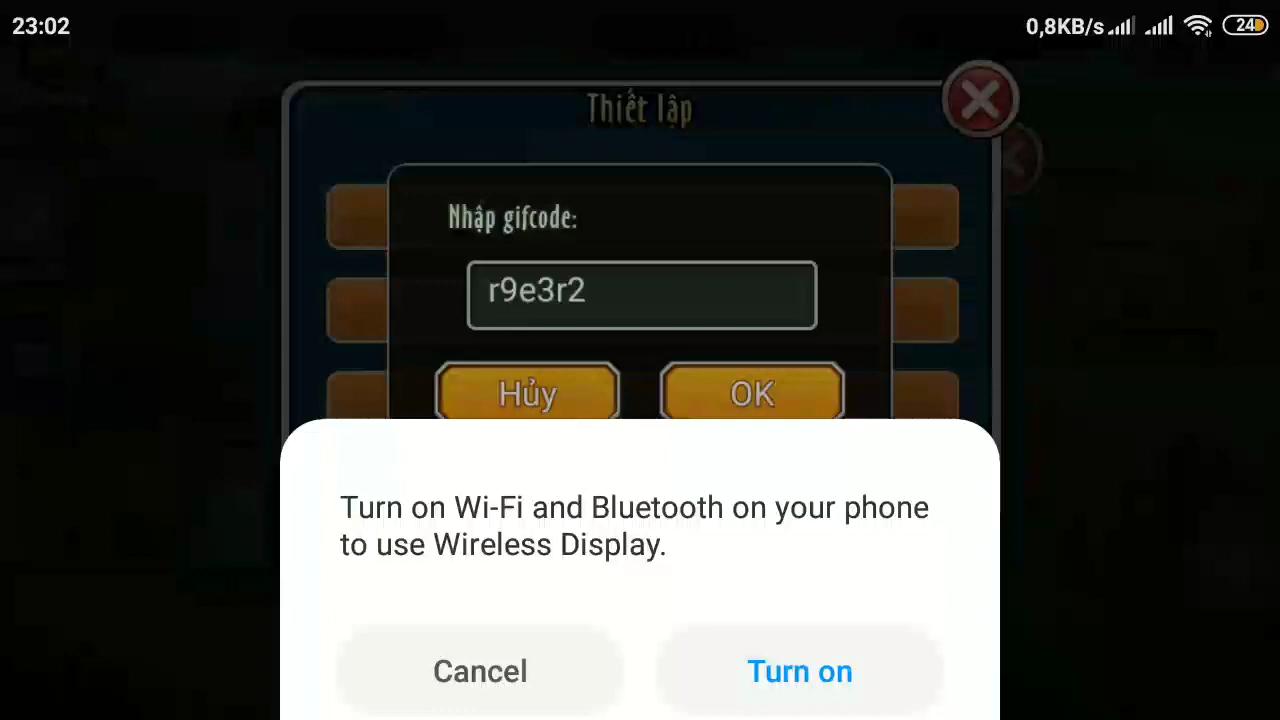 23:02
0,8KB/s
24
Thiết lập
Nhập gifcode:
r9e3r2
Hủy
OK
Turn on Wi-Fi and Bluetooth on your phone
to use Wireless Display.
Cancel
Turn on